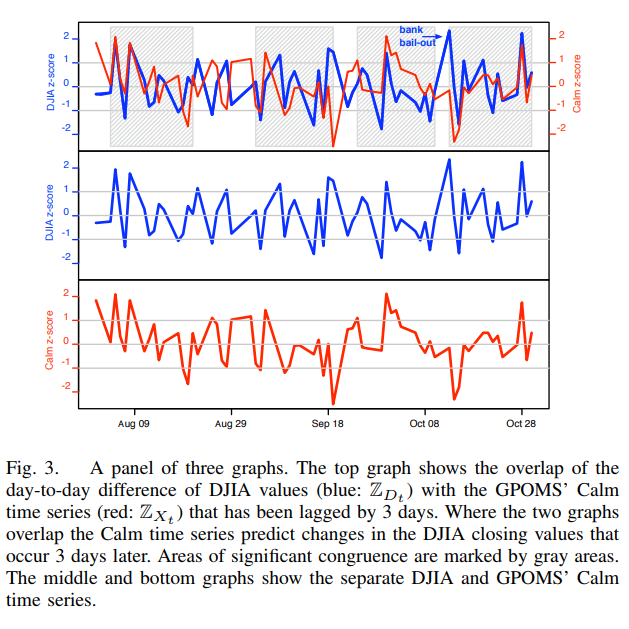 bank
bail-out
DJIA z-score
2
1
0
-1
-2
2
1
0
-1
-2
Calm z-score
DJIA z-score
2
1
0
-1
-2
Calm z-score
2
1
0
-1
-2
Aug 09 Aug 29 Sep 18 Oct 08 Oct 28
Fig. 3. A panel of three graphs. The top graph shows the overlap of the
day-to-day difference of DJIA values (blue: ℤ_{D_t}) with the GPOMS' Calm
time series (red: ℤ_{X_t}) that has been lagged by 3 days. Where the two graphs
overlap the Calm time series predict changes in the DJIA closing values that
occur 3 days later. Areas of significant congruence are marked by gray areas.
The middle and bottom graphs show the separate DJIA and GPOMS' Calm
time series.